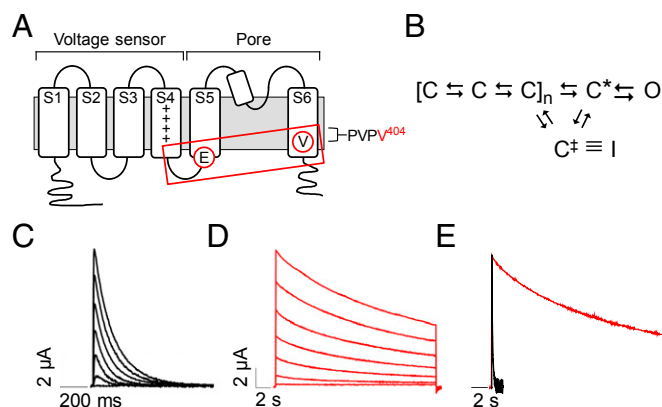 A
Voltage sensor
Pore
S1 S2 S3 S4 S5 S6
+
+
+
+
E
V
PVPV⁴⁰⁴
B
[C ⇆ C ⇆ C]ₙ ⇆ C* ⇆ O
C‡ ≡ I
C
2 µA
200 ms
D
2 µA
2 s
E
2 s